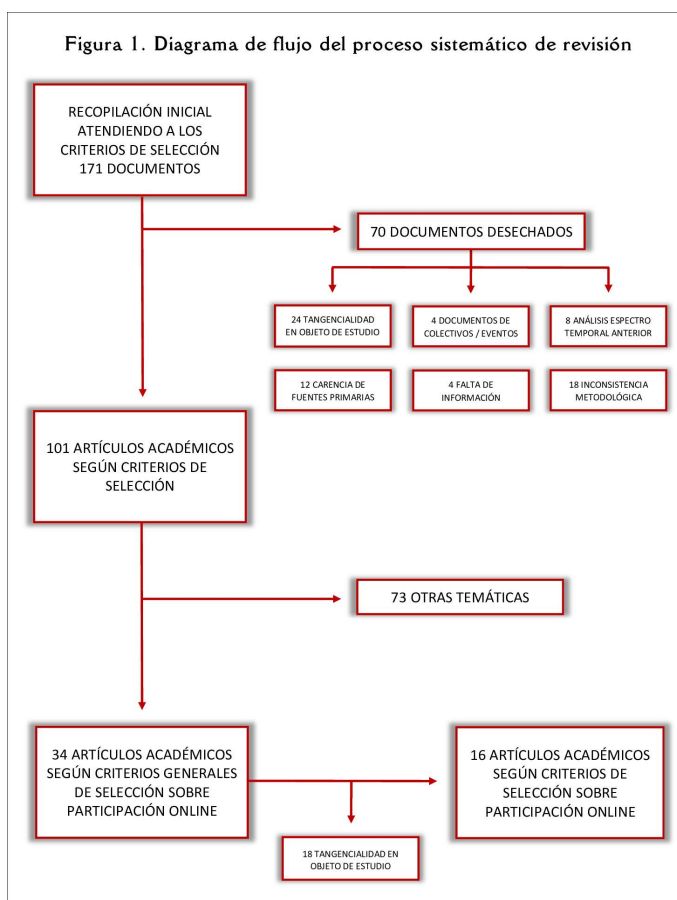 Figura 1. Diagrama de flujo del proceso sistemático de revisión
RECOPILACIÓN INICIAL
ATENDIENDO A LOS
CRITERIOS DE SELECCIÓN
171 DOCUMENTOS
70 DOCUMENTOS DESECHADOS
24 TANGENCIALIDAD
EN OBJETO DE ESTUDIO
4 DOCUMENTOS DE
COLECTIVOS / EVENTOS
8 ANÁLISIS ESPECTRO
TEMPORAL ANTERIOR
12 CARENCIA DE
FUENTES PRIMARIAS
4 FALTA DE
INFORMACIÓN
18 INCONSISTENCIA
METODOLÓGICA
101 ARTÍCULOS ACADÉMICOS
SEGÚN CRITERIOS DE
SELECCIÓN
73 OTRAS TEMÁTICAS
34 ARTÍCULOS ACADÉMICOS
SEGÚN CRITERIOS GENERALES
DE SELECCIÓN SOBRE
PARTICIPACIÓN ONLINE
16 ARTÍCULOS ACADÉMICOS
SEGÚN CRITERIOS DE
SELECCIÓN SOBRE
PARTICIPACIÓN ONLINE
18 TANGENCIALIDAD EN
OBJETO DE ESTUDIO